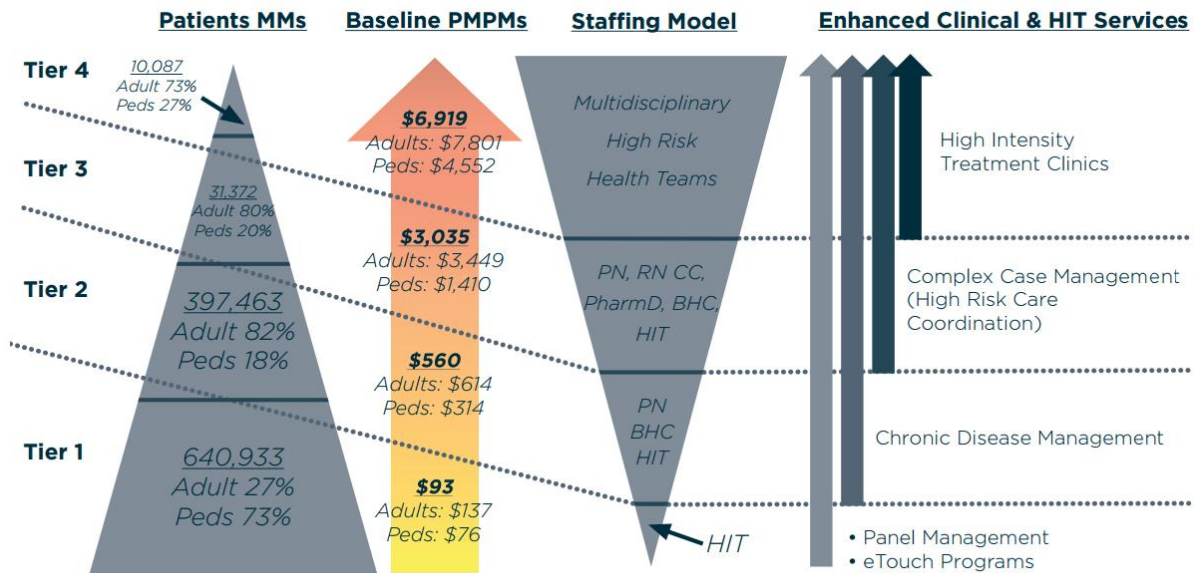 Patients MMs
Baseline PMPMs
Staffing Model
Enhanced Clinical & HIT Services
Tier 4
10,087
Adult 73%
Peds 27%
$6,919
Adults: $7,801
Peds: $4,552
Multidisciplinary
High Risk
Health Teams
High Intensity
Treatment Clinics
Tier 3
31,372
Adult 80%
Peds 20%
$3,035
Adults: $3,449
Peds: $1,410
PN, RN CC,
PharmD, BHC,
HIT
Complex Case Management
(High Risk Care
Coordination)
Tier 2
397,463
Adult 82%
Peds 18%
$560
Adults: $614
Peds: $314
PN
BHC
HIT
Chronic Disease Management
Tier 1
640,933
Adult 27%
Peds 73%
$93
Adults: $137
Peds: $76
HIT
• Panel Management
• eTouch Programs